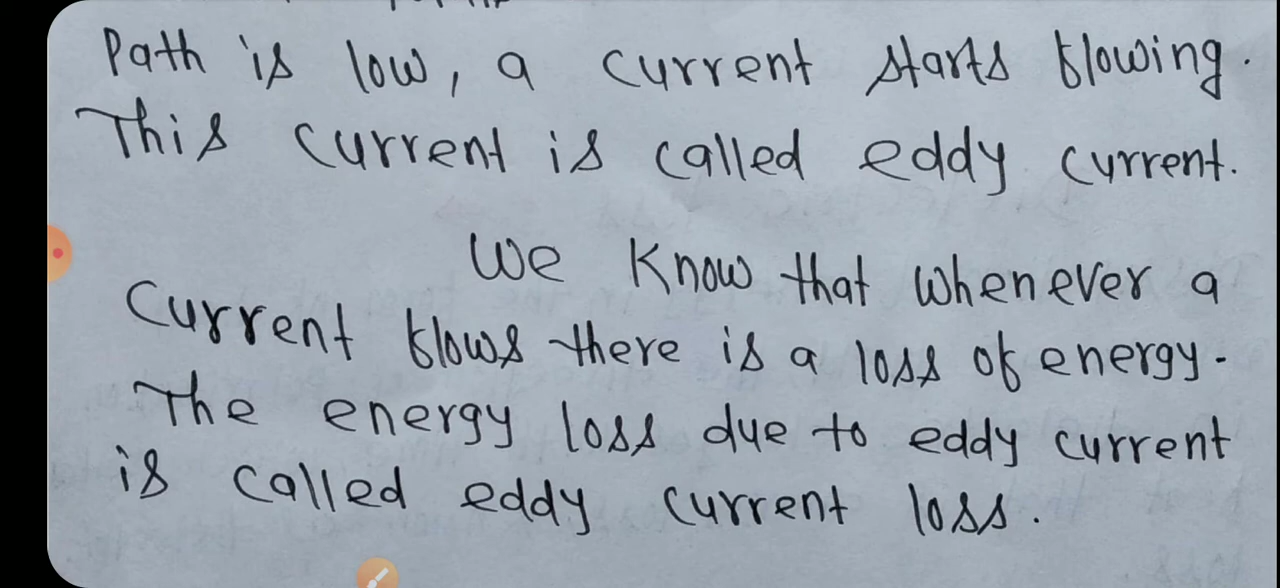 Path is low, a current starts flowing.
This current is called eddy current.
We know that whenever a
current flows there is a loss of energy.
The energy loss due to eddy current
is called eddy current loss.